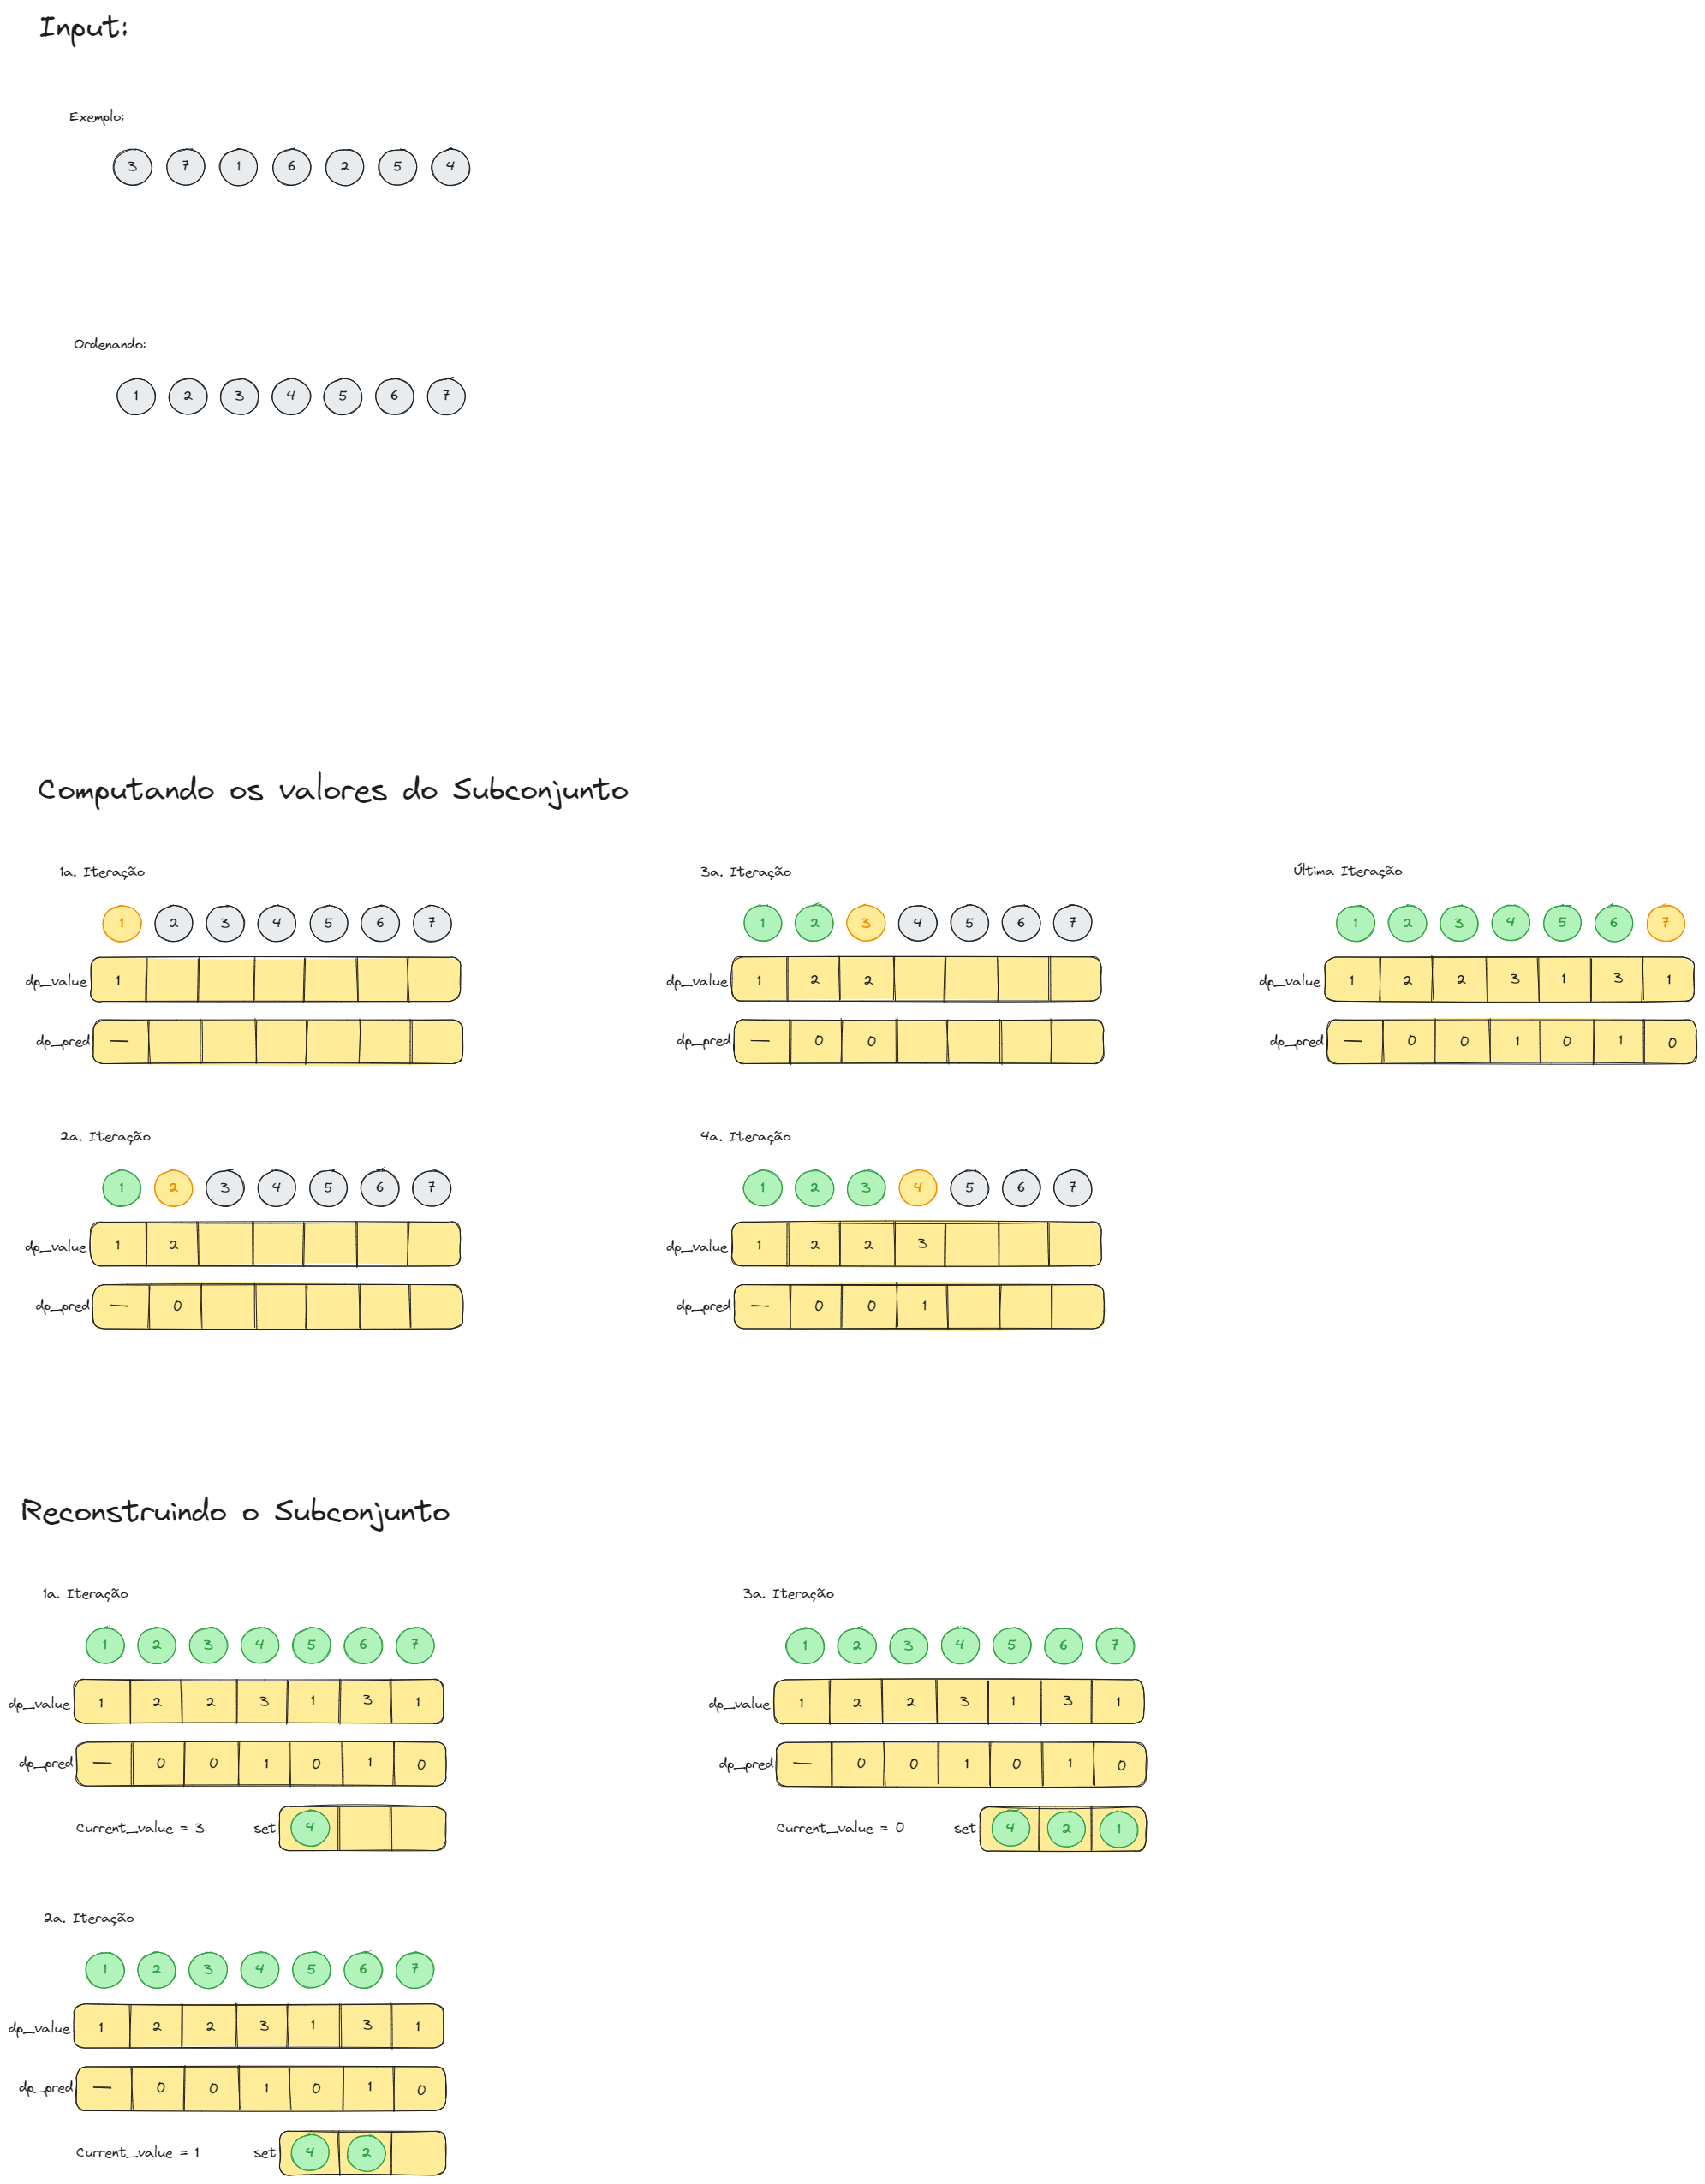 Input:
Exemplo:
3 7 1 6 2 5 4
Ordenando:
1 2 3 4 5 6 7
Computando os valores do Subconjunto
1a. Iteração
1 2 3 4 5 6 7
dp_value 1
dp_pred —
2a. Iteração
1 2 3 4 5 6 7
dp_value 1 2
dp_pred — 0
3a. Iteração
1 2 3 4 5 6 7
dp_value 1 2 2
dp_pred — 0 0
4a. Iteração
1 2 3 4 5 6 7
dp_value 1 2 2 3
dp_pred — 0 0 1
Última Iteração
1 2 3 4 5 6 7
dp_value 1 2 2 3 1 3 1
dp_pred — 0 0 1 0 1 0
Reconstruindo o Subconjunto
1a. Iteração
1 2 3 4 5 6 7
dp_value 1 2 2 3 1 3 1
dp_pred — 0 0 1 0 1 0
Current_value = 3 set 4
2a. Iteração
1 2 3 4 5 6 7
dp_value 1 2 2 3 1 3 1
dp_pred — 0 0 1 0 1 0
Current_value = 1 set 4 2
3a. Iteração
1 2 3 4 5 6 7
dp_value 1 2 2 3 1 3 1
dp_pred — 0 0 1 0 1 0
Current_value = 0 set 4 2 1